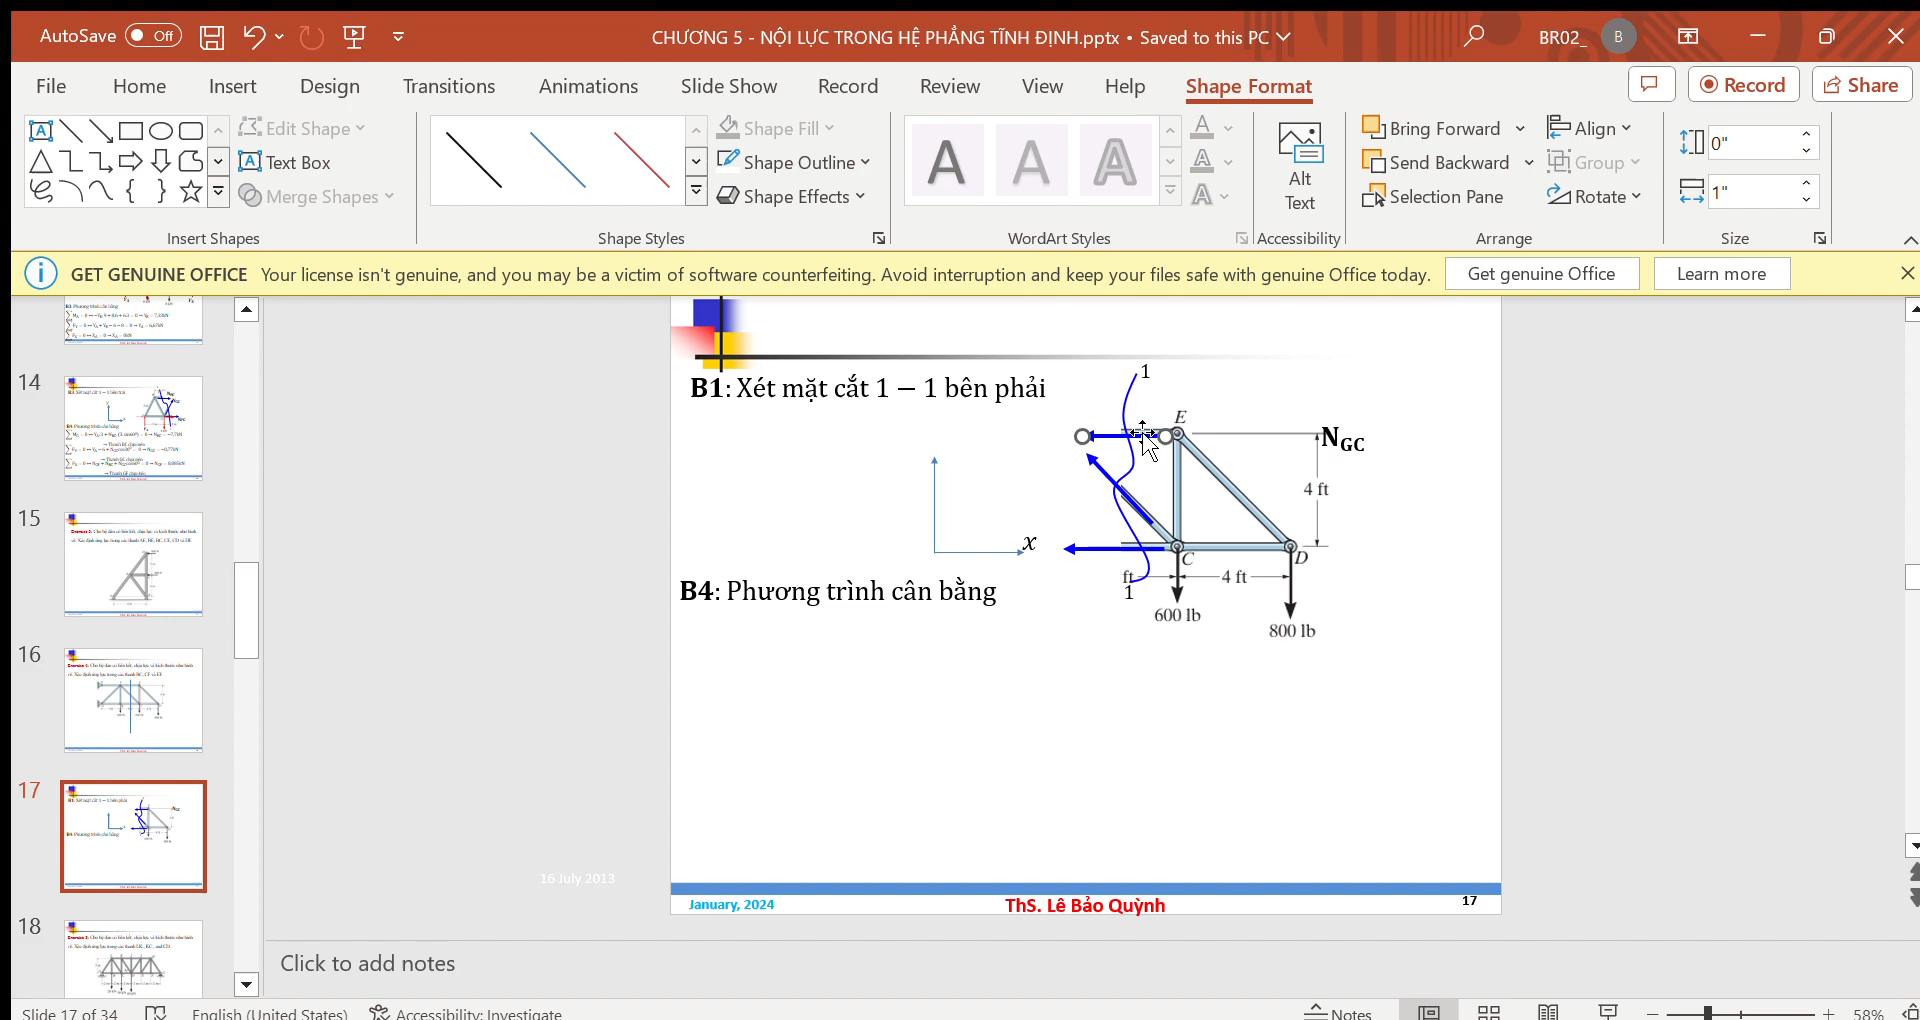 AutoSave Off
CHƯƠNG 5 - NỘI LỰC TRONG HỆ PHẲNG TĨNH ĐỊNH.pptx • Saved to this PC
BR02_ B
File Home Insert Design Transitions Animations Slide Show Record Review View Help Shape Format
Record Share
Edit Shape
Text Box
Merge Shapes
Insert Shapes
Shape Fill
Shape Outline
Shape Effects
Shape Styles
WordArt Styles
Alt
Text
Accessibility
Bring Forward
Send Backward
Selection Pane
Align
Group
Rotate
Arrange
0"
1"
Size
GET GENUINE OFFICE Your license isn't genuine, and you may be a victim of software counterfeiting. Avoid interruption and keep your files safe with genuine Office today.
Get genuine Office Learn more
14
15
16
17
18
B1: Xét mặt cắt 1 − 1 bên phải
1
E
N_GC
4 ft
x
C
D
ft
4 ft
1
600 lb
800 lb
B4: Phương trình cân bằng
16 July 2013
January, 2024
ThS. Lê Bảo Quỳnh
17
Click to add notes
Slide 17 of 34
English (United States)
Accessibility: Investigate
Notes
58%